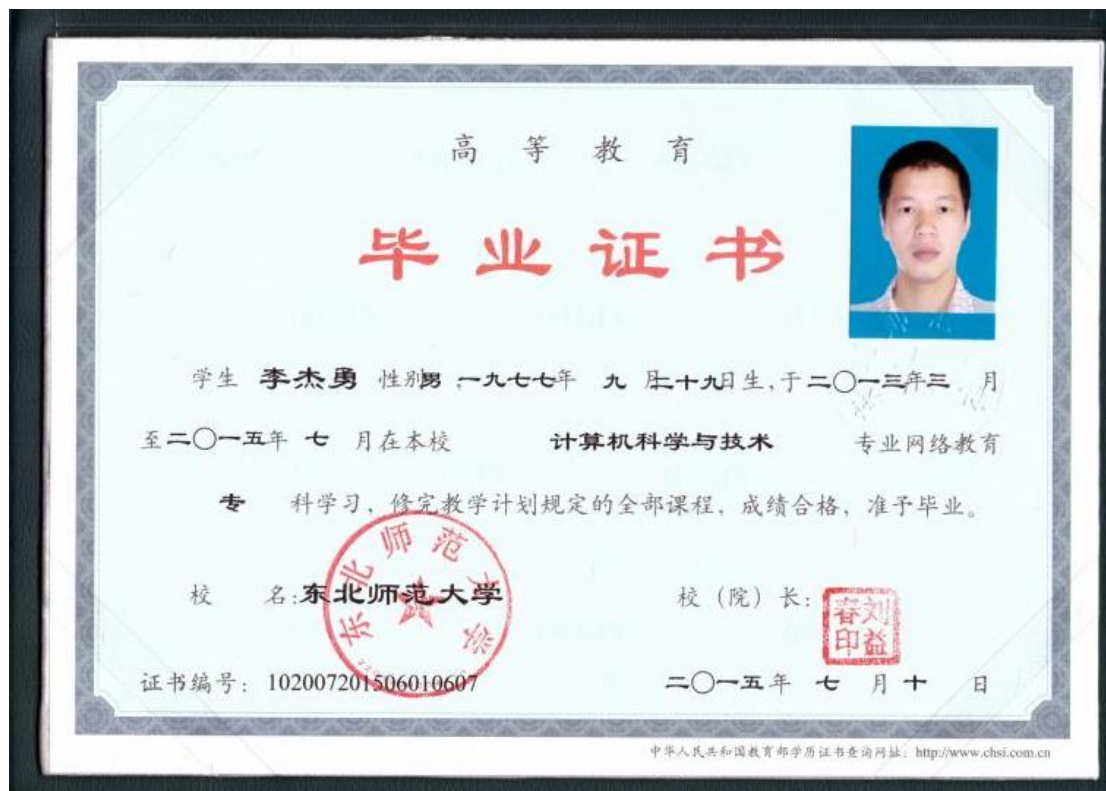 高等教育
毕业证书
学生 李杰勇 性别男,一九七七年 九 月二十九日生,于二〇一三年三 月
至二〇一五年 七 月在本校 计算机科学与技术 专业网络教育
专 科学习,修完教学计划规定的全部课程,成绩合格,准予毕业。
校 名:东北师范大学 校(院)长:
东北师范大学
刘益春印
证书编号:102007201506010607 二〇一五年 七 月十 日
中华人民共和国教育部学历证书查询网址:http://www.chsi.com.cn